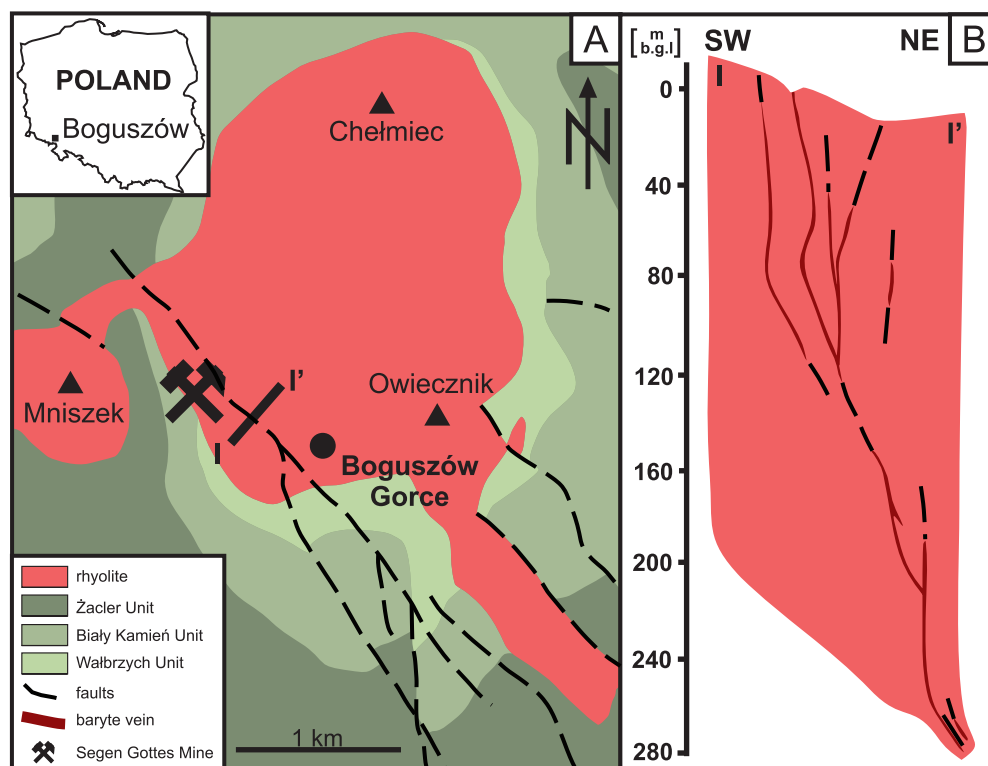 POLAND
Boguszów
A
N
Chełmiec
Mniszek
Owiecznik
I'
I
Boguszów
Gorce
rhyolite
Żacler Unit
Biały Kamień Unit
Wałbrzych Unit
faults
baryte vein
Segen Gottes Mine
1 km
[m b.g.l]
SW
NE
B
I
I'
0
40
80
120
160
200
240
280